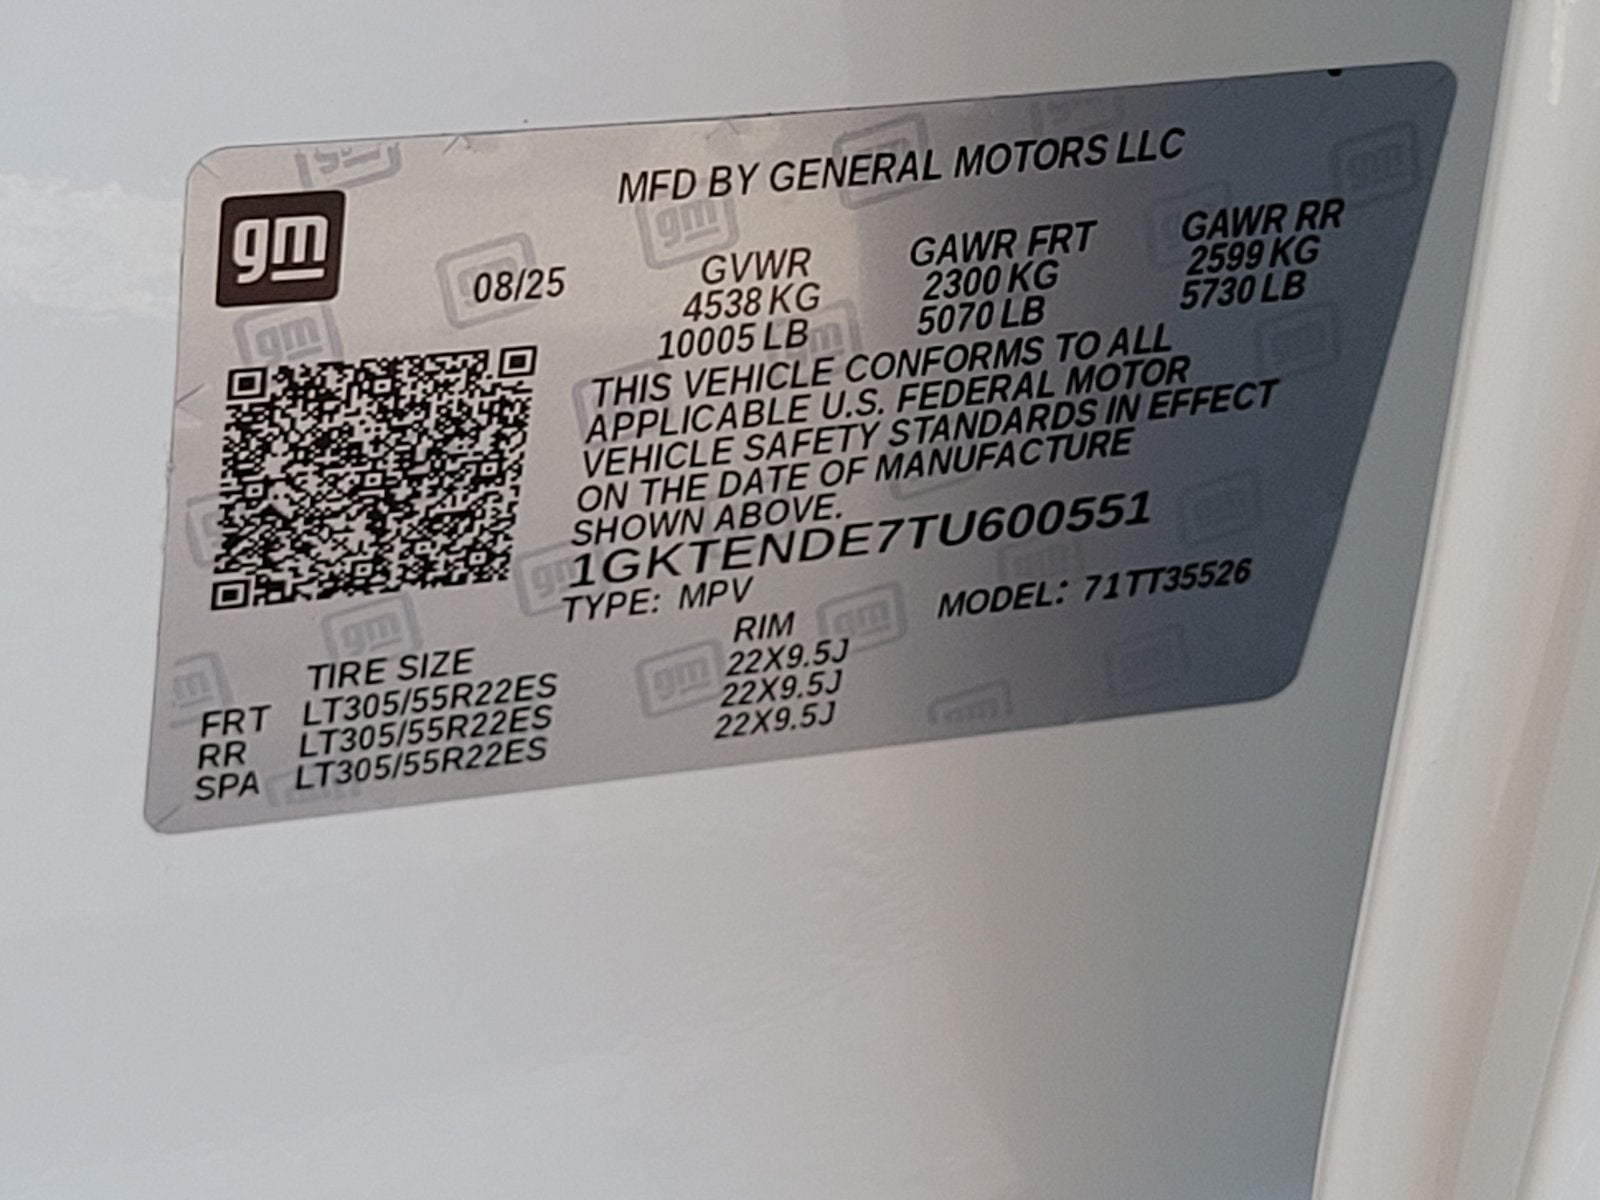 gm
MFD BY GENERAL MOTORS LLC
08/25
GVWR
4538 KG
10005 LB
GAWR FRT
2300 KG
5070 LB
GAWR RR
2599 KG
5730 LB
THIS VEHICLE CONFORMS TO ALL
APPLICABLE U.S. FEDERAL MOTOR
VEHICLE SAFETY STANDARDS IN EFFECT
ON THE DATE OF MANUFACTURE
SHOWN ABOVE.
1GKTENDE7TU600551
TYPE: MPV MODEL: 71TT35526
TIRE SIZE RIM
FRT LT305/55R22ES 22X9.5J
RR LT305/55R22ES 22X9.5J
SPA LT305/55R22ES 22X9.5J